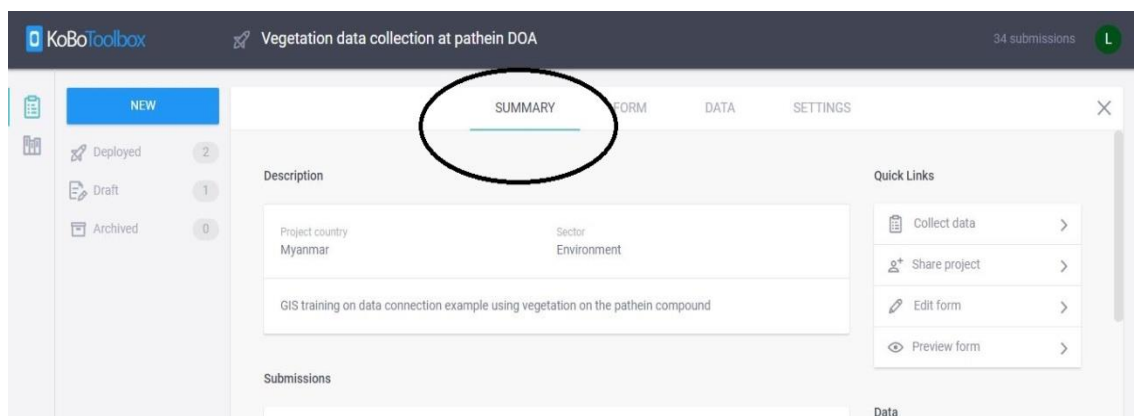 KoBoToolbox
Vegetation data collection at pathein DOA
34 submissions
L
NEW
Deployed 2
Draft 1
Archived 0
SUMMARY FORM DATA SETTINGS
Description
Project country
Myanmar
Sector
Environment
GIS training on data connection example using vegetation on the pathein compound
Submissions
Quick Links
Collect data
Share project
Edit form
Preview form
Data